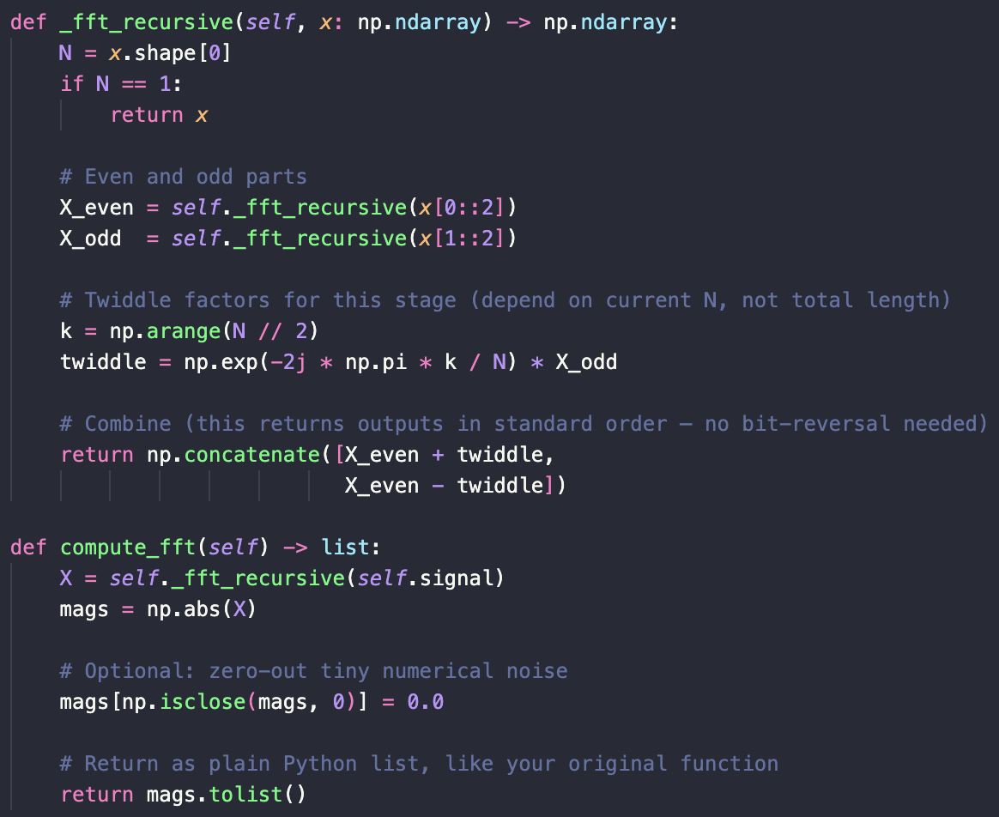 def _fft_recursive(self, x: np.ndarray) -> np.ndarray:
    N = x.shape[0]
    if N == 1:
        return x

    # Even and odd parts
    X_even = self._fft_recursive(x[0::2])
    X_odd  = self._fft_recursive(x[1::2])

    # Twiddle factors for this stage (depend on current N, not total length)
    k = np.arange(N // 2)
    twiddle = np.exp(-2j * np.pi * k / N) * X_odd

    # Combine (this returns outputs in standard order – no bit-reversal needed)
    return np.concatenate([X_even + twiddle,
                           X_even - twiddle])

def compute_fft(self) -> list:
    X = self._fft_recursive(self.signal)
    mags = np.abs(X)

    # Optional: zero-out tiny numerical noise
    mags[np.isclose(mags, 0)] = 0.0

    # Return as plain Python list, like your original function
    return mags.tolist()